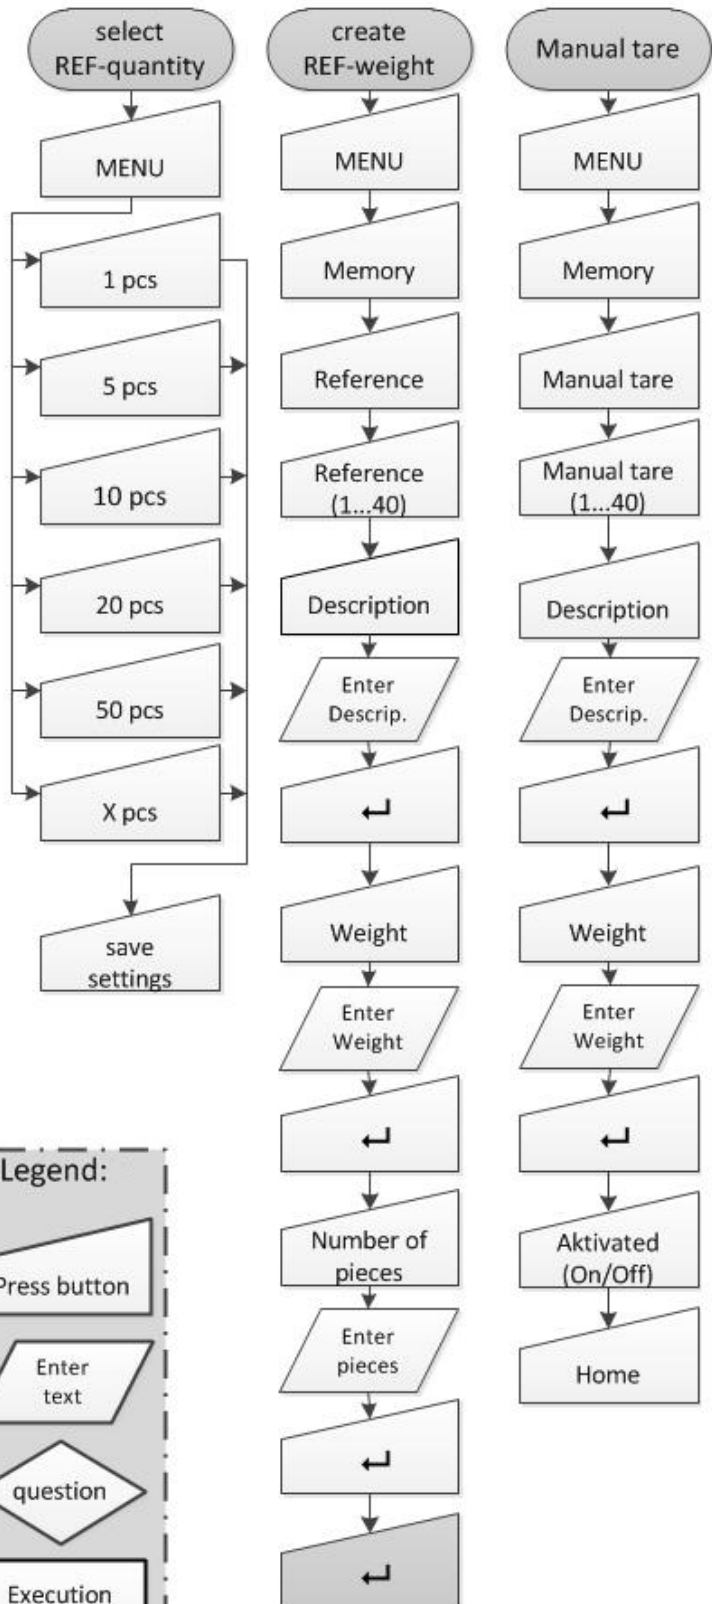 select
REF-quantity
MENU
1 pcs
5 pcs
10 pcs
20 pcs
50 pcs
X pcs
save
settings
create
REF-weight
MENU
Memory
Reference
Reference
(1...40)
Description
Enter
Descrip.
↵
Weight
Enter
Weight
↵
Number of
pieces
Enter
pieces
↵
↵
Manual tare
MENU
Memory
Manual tare
Manual tare
(1...40)
Description
Enter
Descrip.
↵
Weight
Enter
Weight
↵
Aktivated
(On/Off)
Home
Legend:
Press button
Enter
text
question
Execution